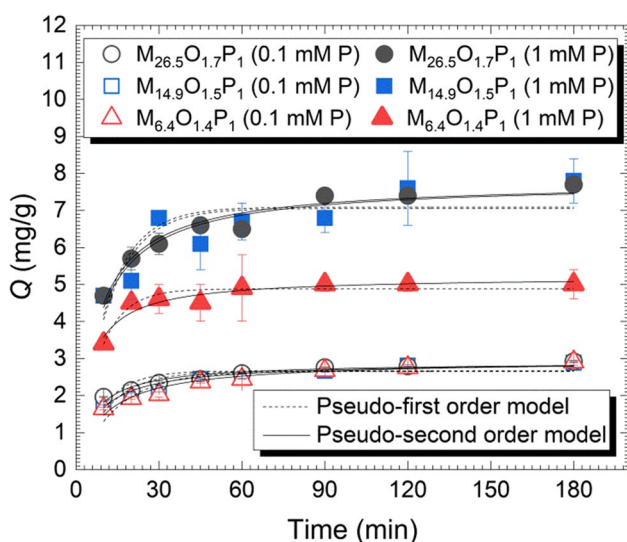 12
11
10
9
8
7
6
5
4
3
2
1
0
Q (mg/g)
M26.5O1.7P1 (0.1 mM P) M26.5O1.7P1 (1 mM P)
M14.9O1.5P1 (0.1 mM P) M14.9O1.5P1 (1 mM P)
M6.4O1.4P1 (0.1 mM P) M6.4O1.4P1 (1 mM P)
Pseudo-first order model
Pseudo-second order model
0 30 60 90 120 150 180
Time (min)